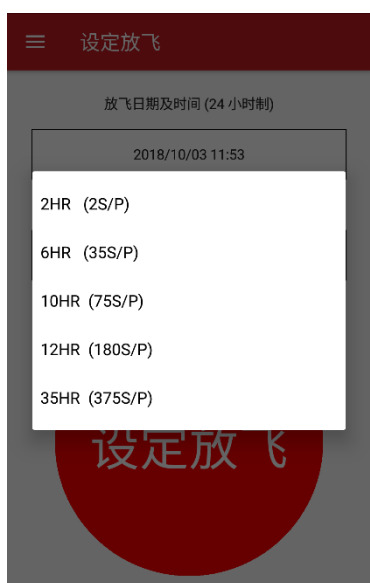 设定放飞
放飞日期及时间 (24 小时制)
2018/10/03 11:53
2HR (2S/P)
6HR (35S/P)
10HR (75S/P)
12HR (180S/P)
35HR (375S/P)
设定放飞